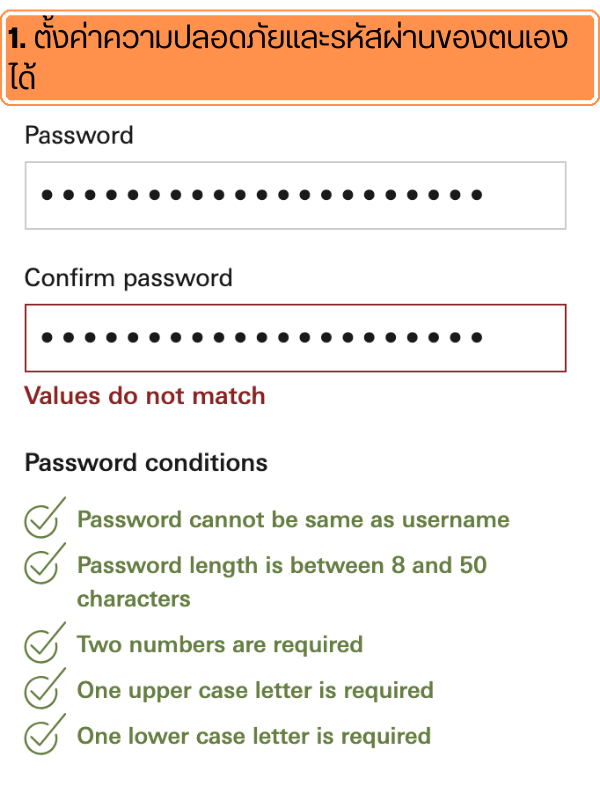 1. ตั้งค่าความปลอดภัยและรหัสผ่านของตนเอง
ได้
Password
Confirm password
Values do not match
Password conditions
Password cannot be same as username
Password length is between 8 and 50
characters
Two numbers are required
One upper case letter is required
One lower case letter is required